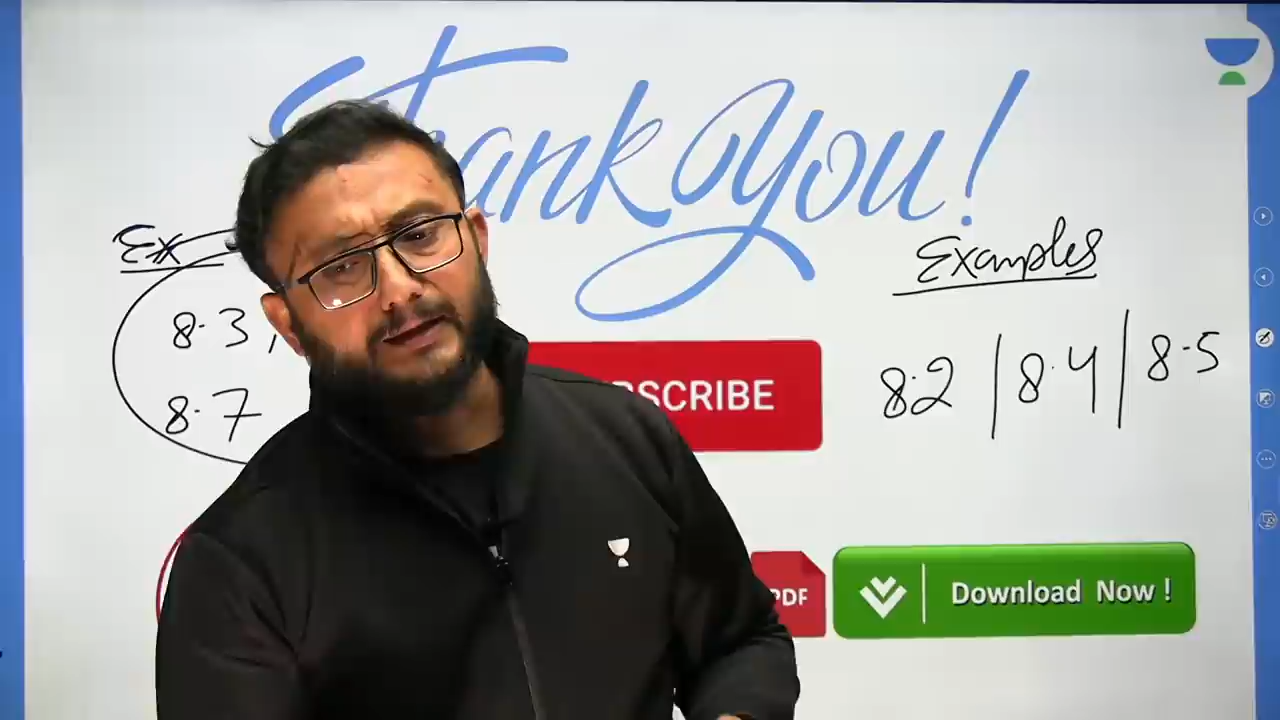 Thank You!
Ex
8.3,
8.7
Examples
8.2 | 8.4 | 8.5
SCRIBE
PDF
Download Now !